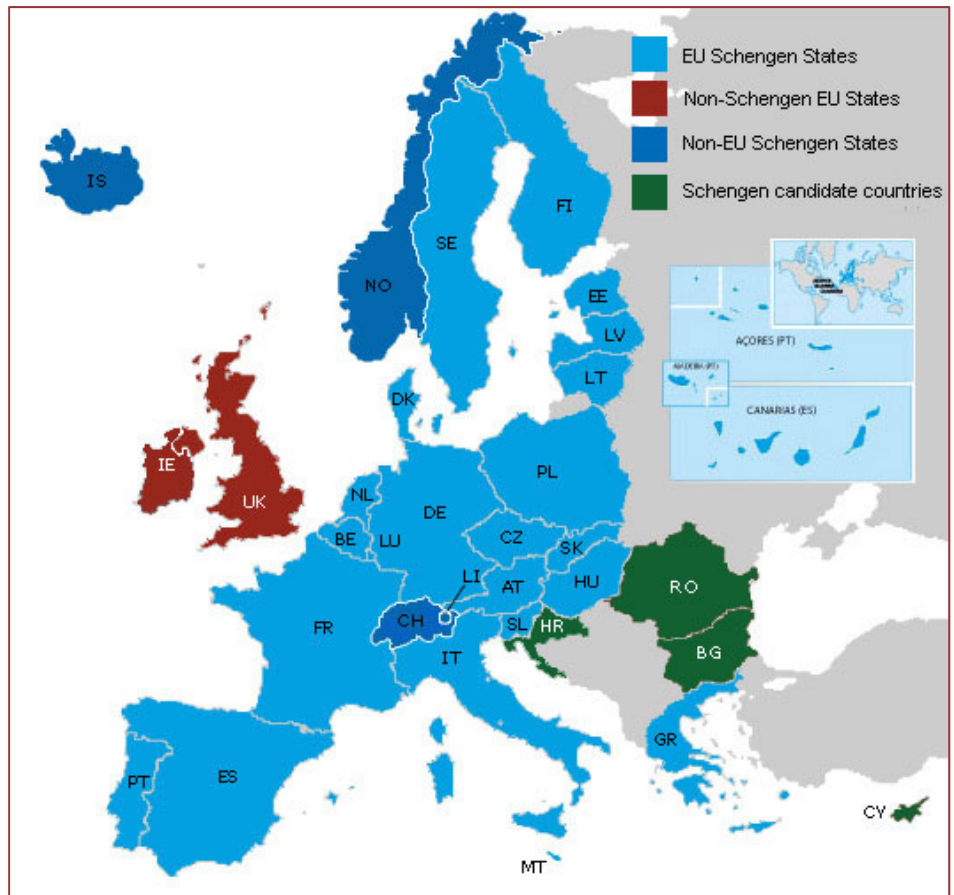 EU Schengen States
Non-Schengen EU States
Non-EU Schengen States
Schengen candidate countries
IS
FI
SE
NO
EE
LV
LT
AÇORES (PT)
MADEIRA (PT)
CANARIAS (ES)
DK
IE
UK
NL
PL
DE
BE
LU
CZ
SK
LI
AT
HU
RO
FR
CH
SL
HR
IT
BG
GR
PT
ES
CY
MT